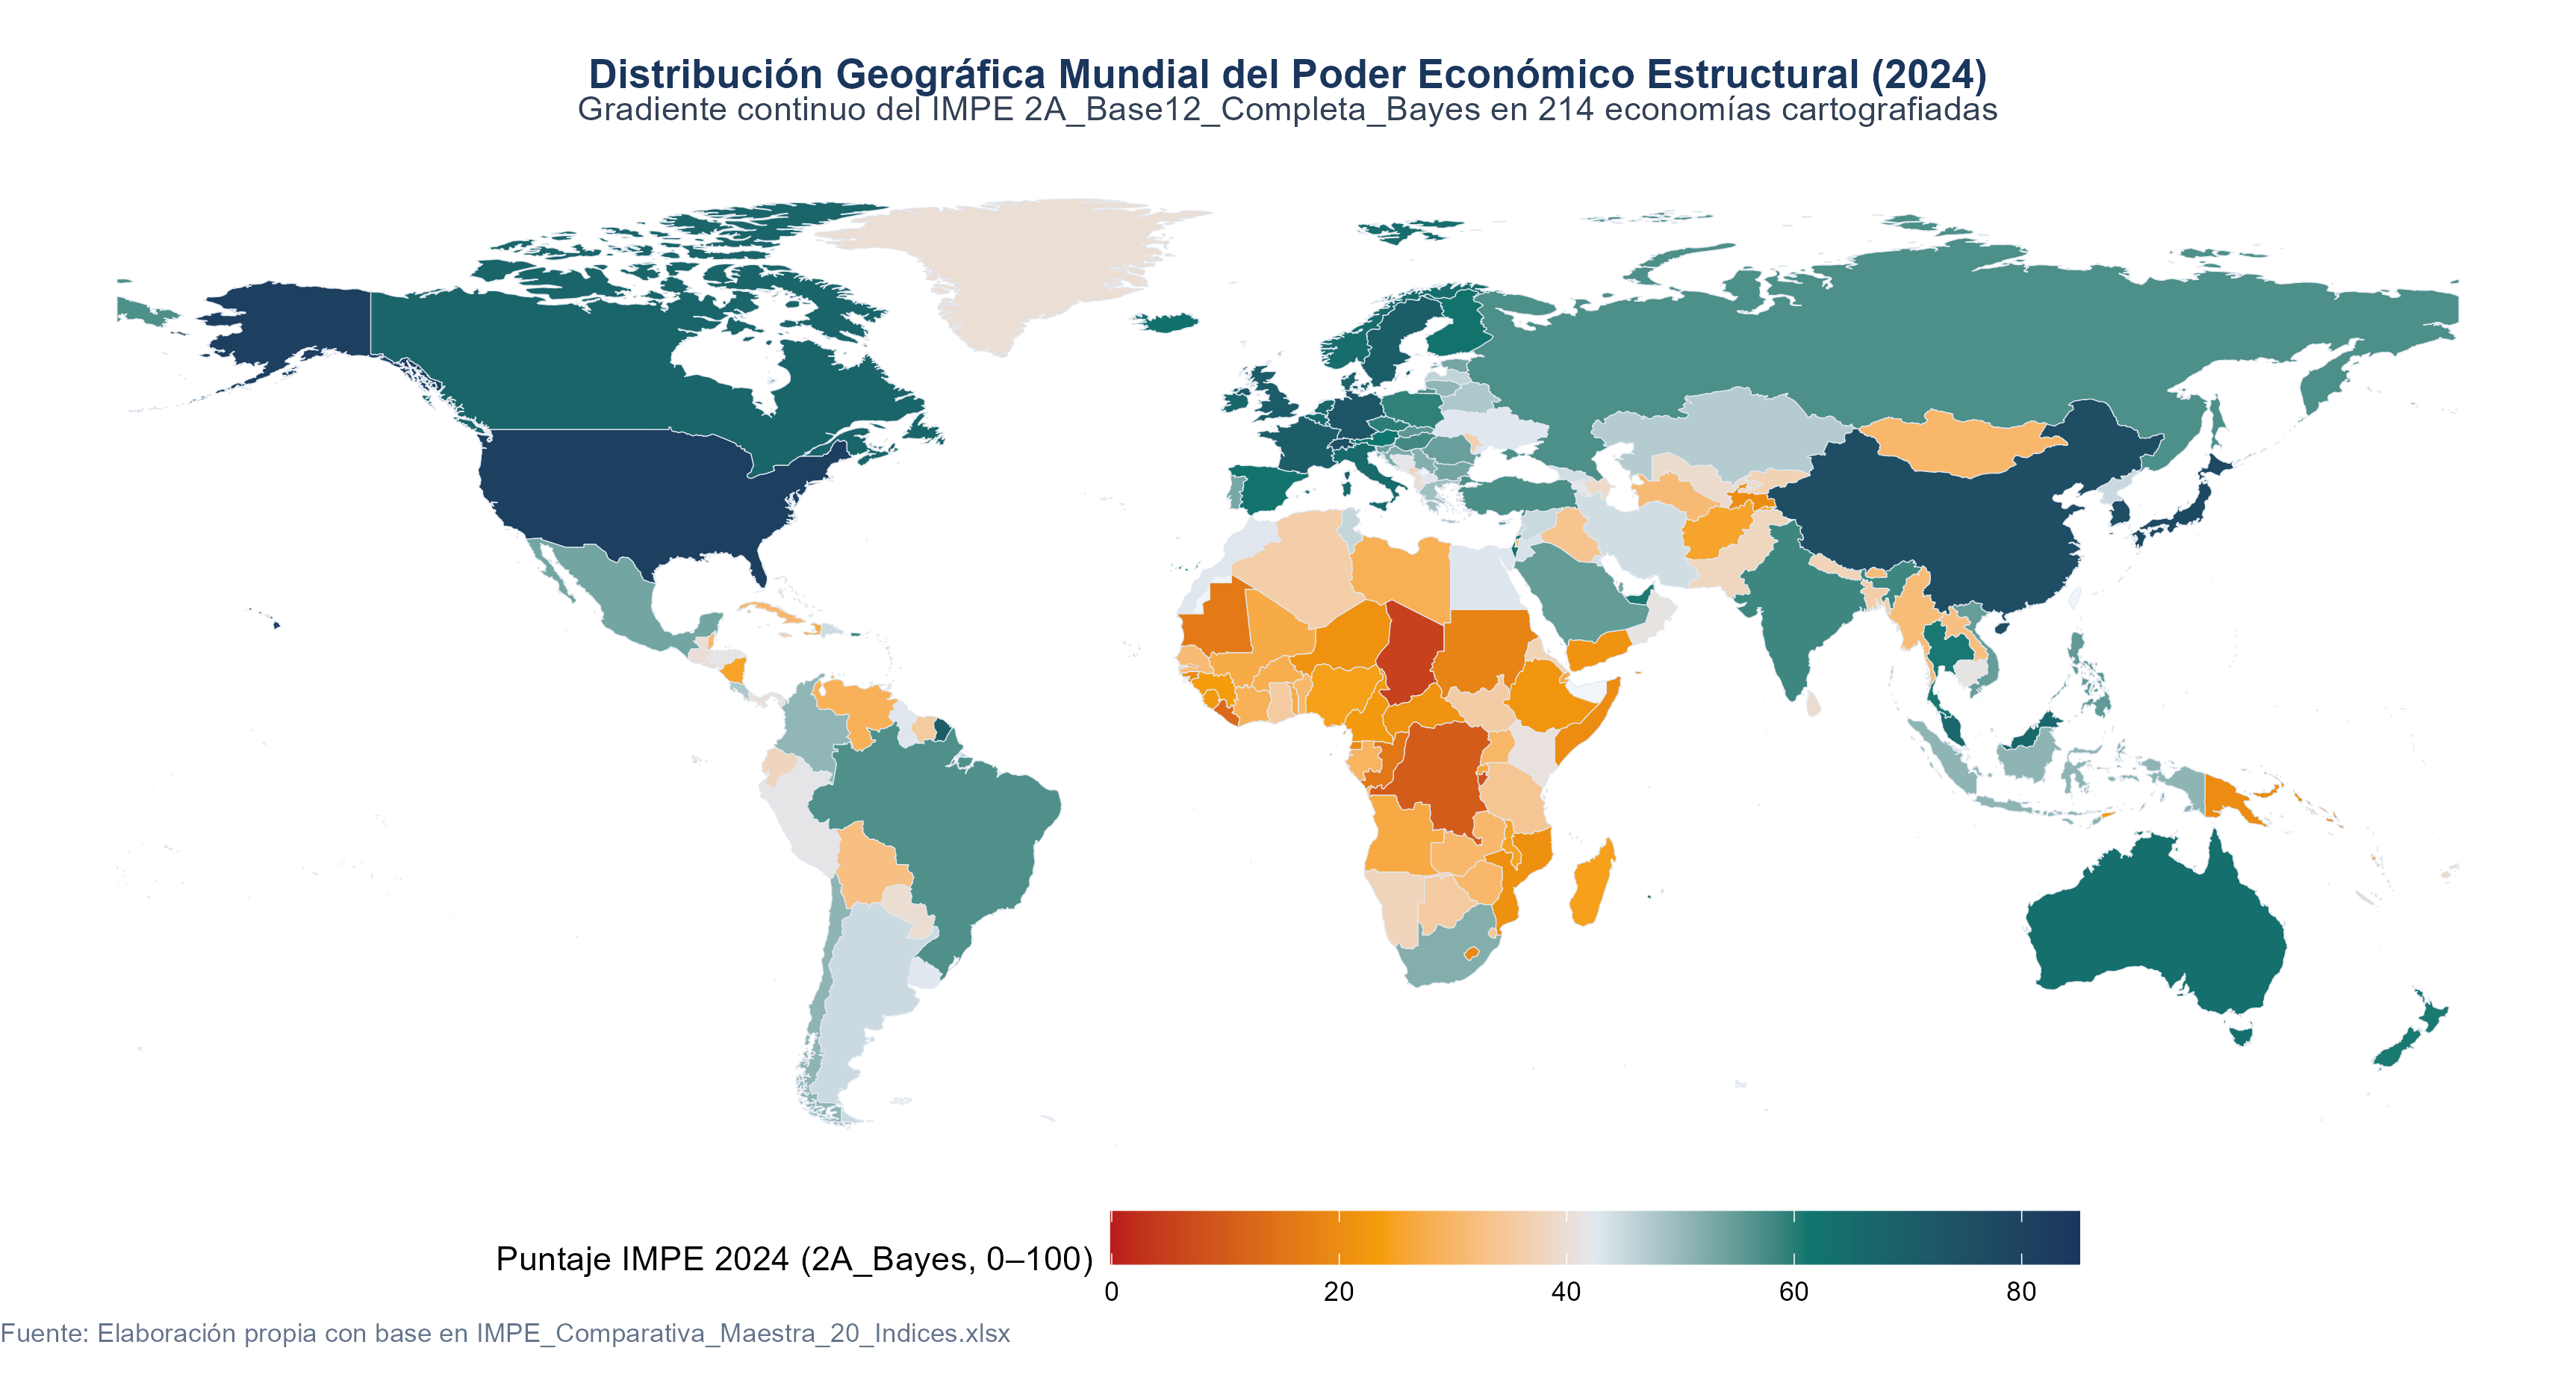 Distribución Geográfica Mundial del Poder Económico Estructural (2024)
Gradiente continuo del IMPE 2A_Base12_Completa_Bayes en 214 economías cartografiadas
Puntaje IMPE 2024 (2A_Bayes, 0–100)
0 20 40 60 80
Fuente: Elaboración propia con base en IMPE_Comparativa_Maestra_20_Indices.xlsx